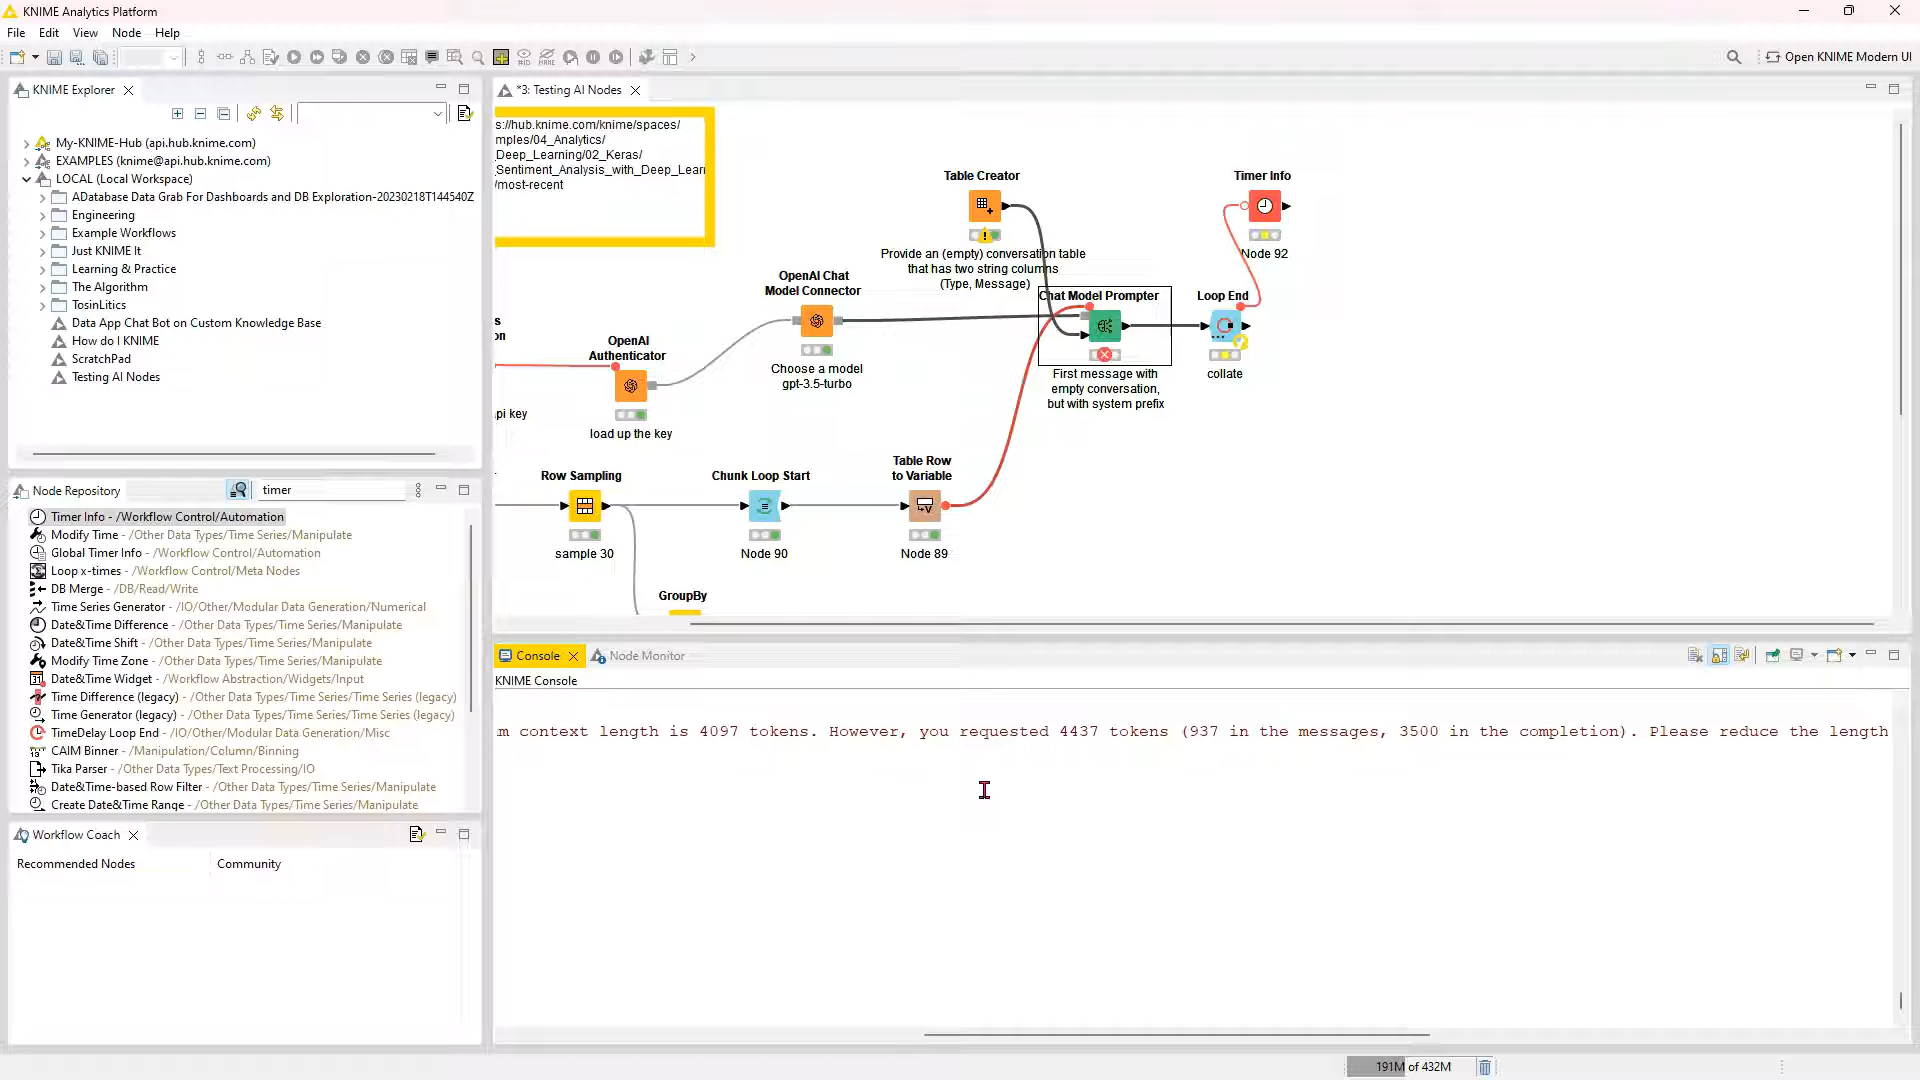 KNIME Analytics Platform
File Edit View Node Help
Open KNIME Modern UI
KNIME Explorer
My-KNIME-Hub (api.hub.knime.com)
EXAMPLES (knime@api.hub.knime.com)
LOCAL (Local Workspace)
ADatabase Data Grab For Dashboards and DB Exploration-20230218T144540Z
Engineering
Example Workflows
Just KNIME It
Learning & Practice
The Algorithm
TosinLitics
Data App Chat Bot on Custom Knowledge Base
How do I KNIME
ScratchPad
Testing AI Nodes
Node Repository
timer
Timer Info - /Workflow Control/Automation
Modify Time - /Other Data Types/Time Series/Manipulate
Global Timer Info - /Workflow Control/Automation
Loop x-times - /Workflow Control/Meta Nodes
DB Merge - /DB/Read/Write
Time Series Generator - /IO/Other/Modular Data Generation/Numerical
Date&Time Difference - /Other Data Types/Time Series/Manipulate
Date&Time Shift - /Other Data Types/Time Series/Manipulate
Modify Time Zone - /Other Data Types/Time Series/Manipulate
Date&Time Widget - /Workflow Abstraction/Widgets/Input
Time Difference (legacy) - /Other Data Types/Time Series/Time Series (legacy)
Time Generator (legacy) - /Other Data Types/Time Series/Time Series (legacy)
TimeDelay Loop End - /IO/Other/Modular Data Generation/Misc
CAIM Binner - /Manipulation/Column/Binning
Tika Parser - /Other Data Types/Text Processing/IO
Date&Time-based Row Filter - /Other Data Types/Time Series/Manipulate
Create Date&Time Range - /Other Data Types/Time Series/Manipulate
Workflow Coach
Recommended Nodes Community
*3: Testing AI Nodes
s://hub.knime.com/knime/spaces/
mples/04_Analytics/
_Deep_Learning/02_Keras/
_Sentiment_Analysis_with_Deep_Lear
/most-recent
Table Creator
Provide an (empty) conversation table
that has two string columns
(Type, Message)
Timer Info
Node 92
OpenAI Chat
Model Connector
Choose a model
gpt-3.5-turbo
Chat Model Prompter
First message with
empty conversation,
but with system prefix
Loop End
collate
s
on
pi key
OpenAI
Authenticator
load up the key
Row Sampling
sample 30
Chunk Loop Start
Node 90
Table Row
to Variable
Node 89
GroupBy
Console Node Monitor
KNIME Console
m context length is 4097 tokens. However, you requested 4437 tokens (937 in the messages, 3500 in the completion). Please reduce the length
191M of 432M